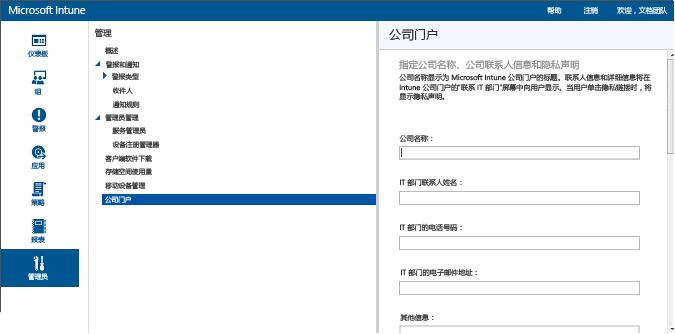 Microsoft Intune
帮助
注销
欢迎，文档团队
仪表板
组
警报
应用
策略
报表
管理员
管理
概述
警报和通知
警报类型
收件人
通知规则
管理员管理
服务管理员
设备注册管理器
客户端软件下载
存储空间使用量
移动设备管理
公司门户
公司门户
指定公司名称、公司联系人信息和隐私声明
公司名称显示为 Microsoft Intune 公司门户的标题。联系人信息和详细信息将在
Intune 公司门户的“联系 IT 部门”屏幕中向用户显示。当用户单击隐私链接时，将
显示隐私声明。
公司名称：
IT 部门联系人姓名：
IT 部门的电话号码：
IT 部门的电子邮件地址：
其他信息：